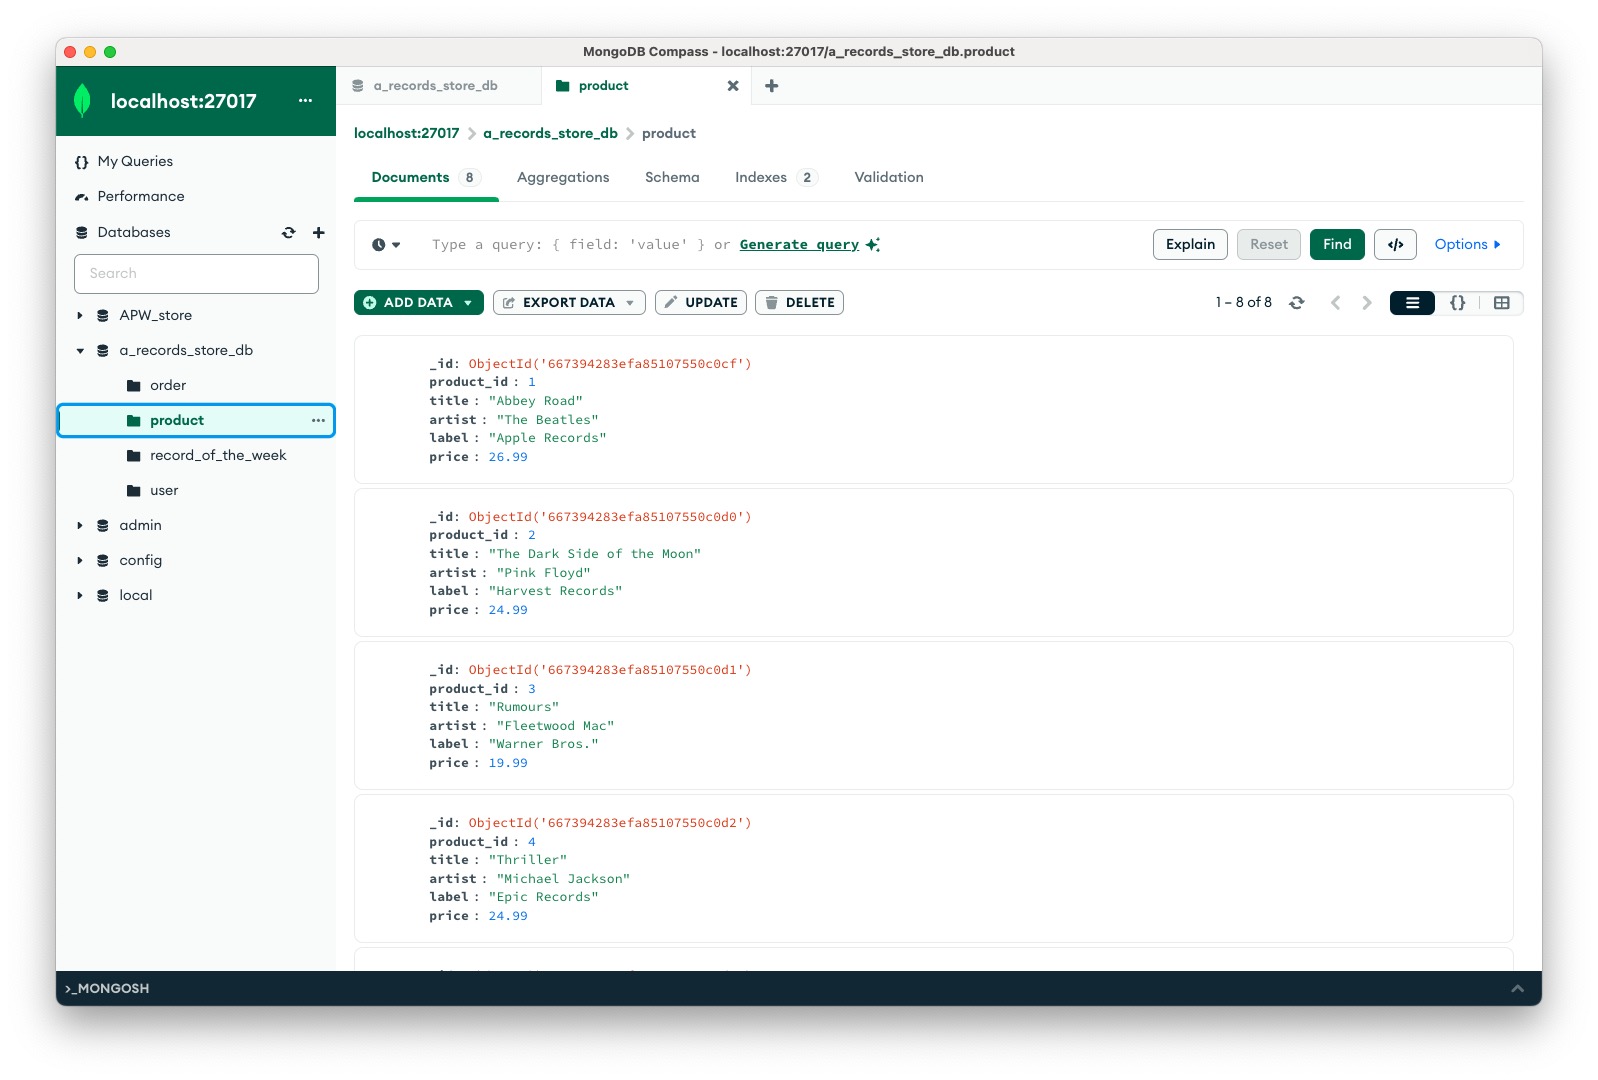 MongoDB Compass - localhost:27017/a_records_store_db.product
localhost:27017
a_records_store_db
product
localhost:27017 > a_records_store_db > product
{} My Queries
Performance
Databases
Search
APW_store
a_records_store_db
order
product
record_of_the_week
user
admin
config
local
Documents 8 Aggregations Schema Indexes 2 Validation
Type a query: { field: 'value' } or Generate query
Explain Reset Find </> Options
ADD DATA EXPORT DATA UPDATE DELETE 1 – 8 of 8 {}
_id: ObjectId('667394283efa85107550c0cf')
product_id : 1
title : "Abbey Road"
artist : "The Beatles"
label : "Apple Records"
price : 26.99
_id: ObjectId('667394283efa85107550c0d0')
product_id : 2
title : "The Dark Side of the Moon"
artist : "Pink Floyd"
label : "Harvest Records"
price : 24.99
_id: ObjectId('667394283efa85107550c0d1')
product_id : 3
title : "Rumours"
artist : "Fleetwood Mac"
label : "Warner Bros."
price : 19.99
_id: ObjectId('667394283efa85107550c0d2')
product_id : 4
title : "Thriller"
artist : "Michael Jackson"
label : "Epic Records"
price : 24.99
>_MONGOSH